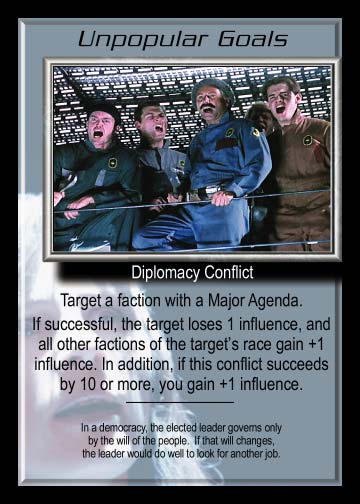 Unpopular Goals
Diplomacy Conflict
Target a faction with a Major Agenda.
If successful, the target loses 1 influence, and
all other factions of the target's race gain +1
influence. In addition, if this conflict succeeds
by 10 or more, you gain +1 influence.
In a democracy, the elected leader governs only
by the will of the people. If that will changes,
the leader would do well to look for another job.